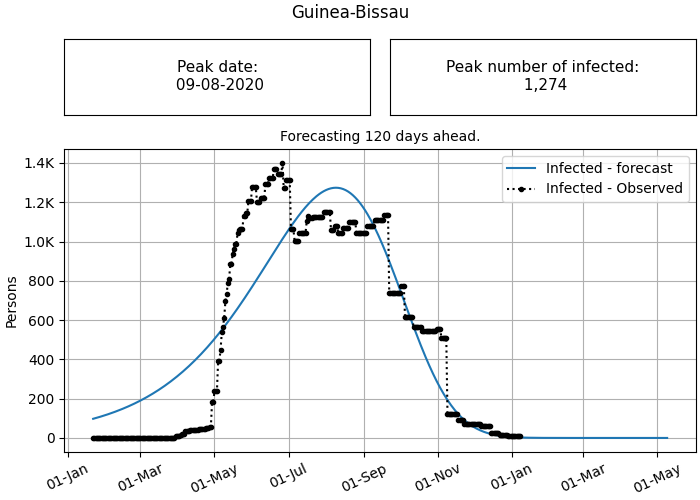 Guinea-Bissau
Peak date:
09-08-2020
Peak number of infected:
1,274
Forecasting 120 days ahead.
Infected - forecast
Infected - Observed
Persons
1.4K
1.2K
1.0K
800
600
400
200
0
01-Jan
01-Mar
01-May
01-Jul
01-Sep
01-Nov
01-Jan
01-Mar
01-May